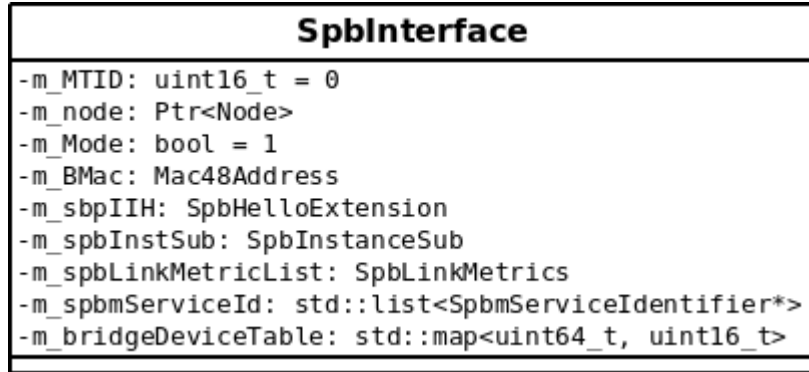 SpbInterface
-m_MTID: uint16_t = 0
-m_node: Ptr<Node>
-m_Mode: bool = 1
-m_BMac: Mac48Address
-m_sbpIIH: SpbHelloExtension
-m_spbInstSub: SpbInstanceSub
-m_spbLinkMetricList: SpbLinkMetrics
-m_spbmServiceId: std::list<SpbmServiceIdentifier*>
-m_bridgeDeviceTable: std::map<uint64_t, uint16_t>